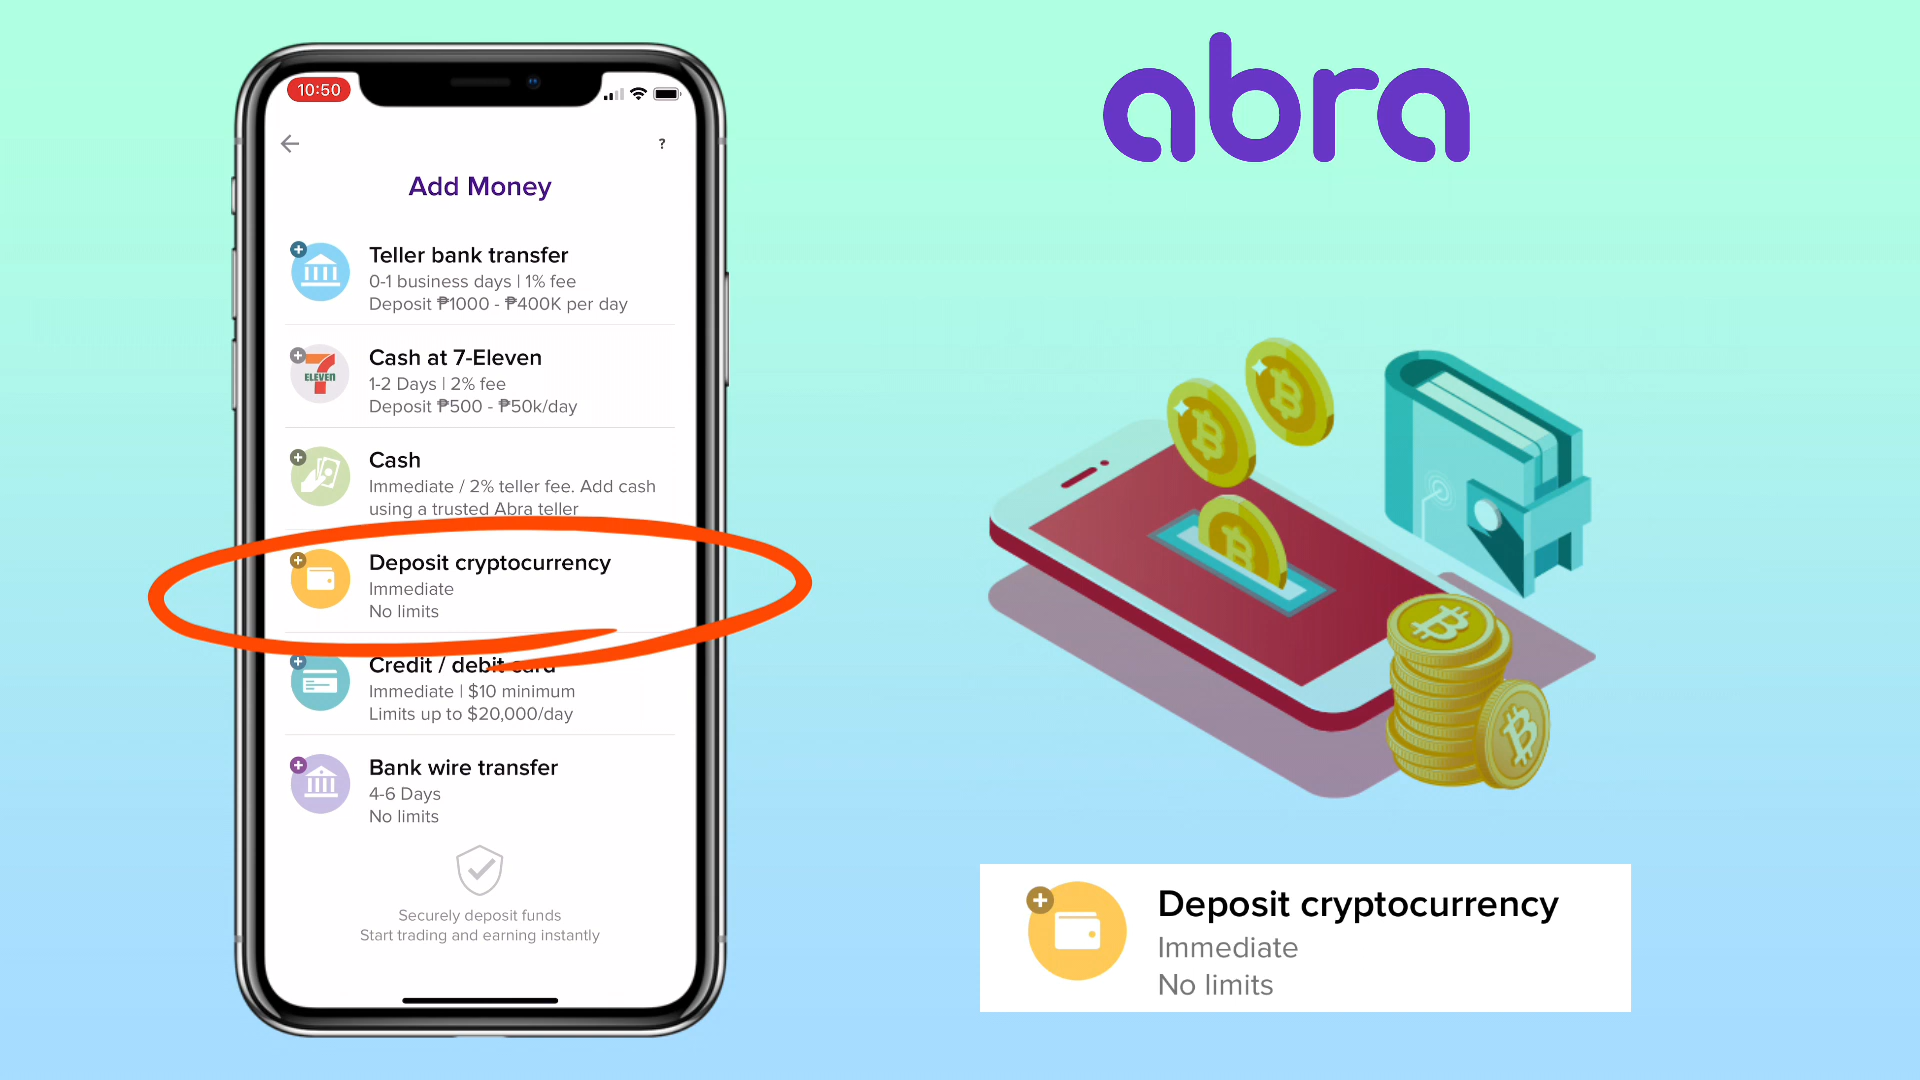 10:50
?
Add Money
Teller bank transfer
0-1 business days | 1% fee
Deposit ₱1000 - ₱400K per day
7
ELEVEN
Cash at 7-Eleven
1-2 Days | 2% fee
Deposit ₱500 - ₱50k/day
Cash
Immediate / 2% teller fee. Add cash
using a trusted Abra teller
Deposit cryptocurrency
Immediate
No limits
Credit / debit card
Immediate | $10 minimum
Limits up to $20,000/day
Bank wire transfer
4-6 Days
No limits
Securely deposit funds
Start trading and earning instantly
abra
Deposit cryptocurrency
Immediate
No limits